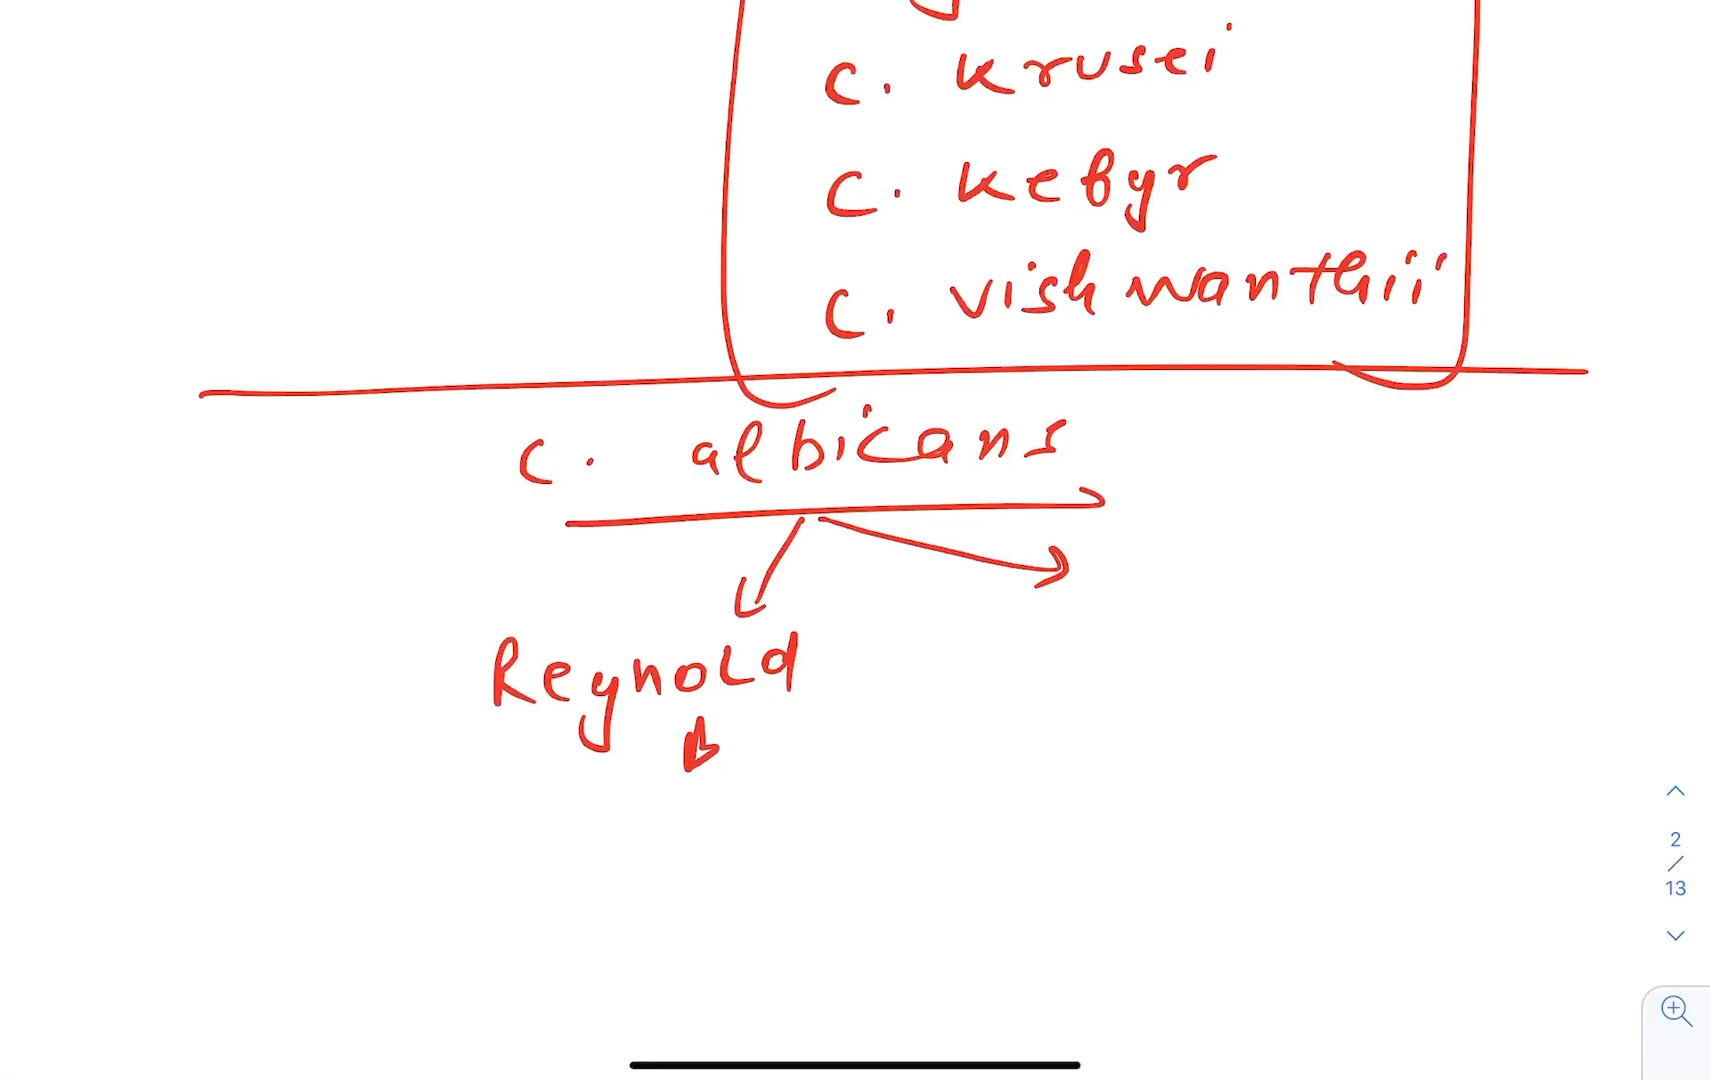 C. krusei
C. kefyr
C. vishwanthii
C. albicans
Reynold
2
/
13